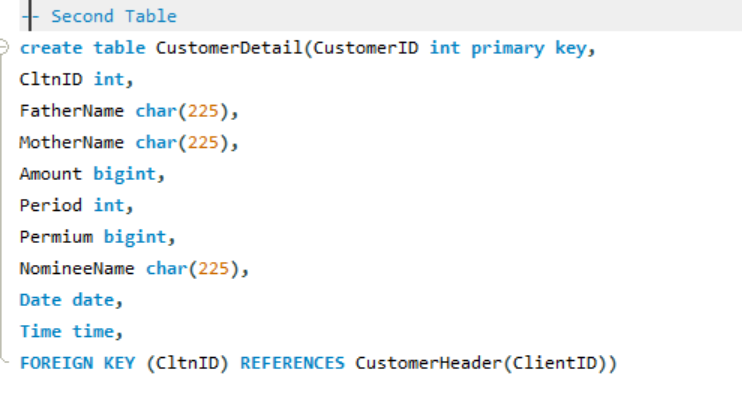 -- Second Table
create table CustomerDetail(CustomerID int primary key,
CltnID int,
FatherName char(225),
MotherName char(225),
Amount bigint,
Period int,
Permium bigint,
NomineeName char(225),
Date date,
Time time,
FOREIGN KEY (CltnID) REFERENCES CustomerHeader(ClientID))